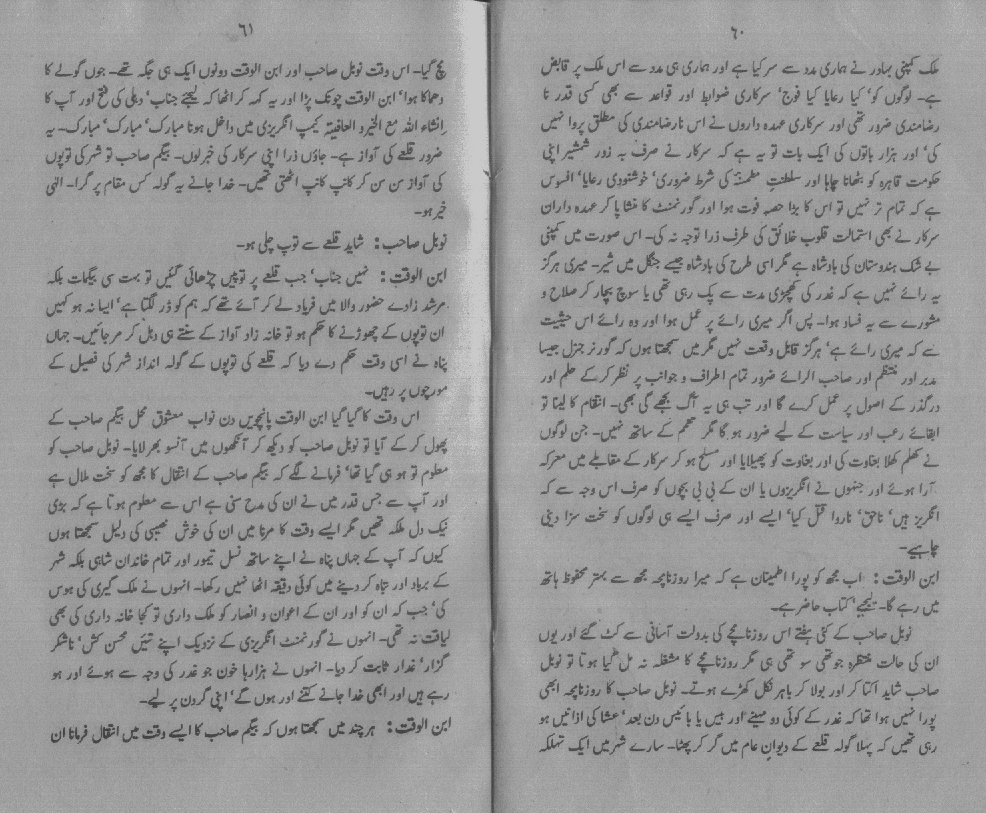 ٦٠
ملک کمپنی بہادر نے ہماری مدد سے سر کیا ہے اور ہماری ہی مدد سے اس ملک پر قابض
ہے۔ لوگوں کو' کیا رعایا کیا فوج' سرکاری ضوابط اور قواعد سے بھی کسی قدر نا
رضامندی ضرور تھی اور سرکاری عہدہ داروں نے اس نارضامندی کی مطلق پروا نہیں
کی' اور ہزار باتوں کی ایک بات تو یہ ہے کہ سرکار نے صرف بہ زور شمشیر اپنی
حکومت قاہرہ کو بٹھانا چاہا اور سلطنتِ مطمئنہ کی شرط ضروری' خوشنودی رعایا' افسوس
ہے کہ تمام تر نہیں تو اس کا بڑا حصہ فوت ہوا اور گورنمنٹ کا منشا پا کر عہدہ داران
سرکار نے بھی استمالت قلوب خلائق کی طرف ذرا توجہ نہ کی۔ اس صورت میں کمپنی
بے شک ہندوستان کی بادشاہ ہے مگر اسی طرح کی بادشاہ جیسے جنگل میں شیر۔ میری ہرگز
یہ رائے نہیں ہے کہ غدر کی کھچڑی مدت سے پک رہی تھی یا سوچ بچار کر صلاح و
مشورے سے یہ فساد ہوا۔ پس اگر میری رائے پر عمل ہوا اور وہ رائے اس حیثیت
سے کہ میری رائے ہے' ہرگز قابل وقعت نہیں مگر میں سمجھتا ہوں کہ گورنر جنرل جیسا
مدبر اور منتظم اور صاحب الرائے ضرور تمام اطراف و جوانب پر نظر کر کے حلم اور
درگذر کے اصول پر عمل کرے گا اور تب ہی یہ آگ بجھے گی بھی۔ انتقام کا لینا تو
ابقائے رعب اور سیاست کے لیے ضرور ہو گا مگر تعمیم کے ساتھ نہیں۔ جن لوگوں
نے کھلم کھلا بغاوت کی اور بغاوت کو پھیلایا اور مسلح ہو کر سرکار کے مقابلے میں معرکہ
آرا ہوئے اور جنہوں نے انگریزوں یا ان کے بی بی بچوں کو صرف اس وجہ سے کہ
انگریز ہیں' ناحق' ناروا قتل کیا' ایسے اور صرف ایسے ہی لوگوں کو سخت سزا دینی
چاہیے۔
ابن الوقت : اب مجھ کو پورا اطمینان ہے کہ میرا روزنامچہ مجھ سے بہتر محفوظ ہاتھ
میں رہے گا۔ لیجیے' کتاب حاضر ہے۔
نوبل صاحب کے کئی ہفتے اس روزنامچے کی بدولت آسانی سے کٹ گئے اور یوں
ان کی حالت منتظرہ جو تھی سو تھی ہی مگر روزنامچے کا مشغلہ نہ مل گیا ہوتا تو نوبل
صاحب شاید اکتا کر اور بولا کر باہر نکل کھڑے ہوتے۔ نوبل صاحب کا روزنامچہ ابھی
پورا نہیں ہوا تھا کہ غدر کے کوئی دو مہینے اور بیس یا بائیس دن بعد' عشا کی اذانیں ہو
رہی تھیں کہ پہلا گولہ قلعے کے دیوانِ عام میں گر کر پھٹا۔ سارے شہر میں ایک تہلکہ
٦١
مچ گیا۔ اس وقت نوبل صاحب اور ابن الوقت دونوں ایک ہی جگہ تھے۔ جوں گولے کا
دھماکا ہوا' ابن الوقت چونک پڑا اور یہ کہہ کر اٹھا کہ لیجئے جناب' دہلی کی فتح اور آپ کا
اِنشاء اللہ مع الخیر و العافیتہ کیمپ انگریزی میں داخل ہونا مبارک' مبارک' مبارک۔ یہ
ضرور قلعے کی آواز ہے۔ جاؤں ذرا اپنی سرکار کی خبر لوں۔ بیگم صاحب تو شہر کی توپوں
کی آواز سن سن کر کانپ کانپ اٹھتی تھیں۔ خدا جانے یہ گولہ کس مقام پر گرا۔ الٰہی
خیر ہو۔
نوبل صاحب : شاید قلعے سے توپ چلی ہو۔
ابن الوقت : نہیں جناب' جب قلعے پر توپیں چڑھائی گئیں تو بہت سی بیگمات بلکہ
مرشد زادے حضور والا میں فریاد لے کر آئے تھے کہ ہم کو ڈر لگتا ہے' ایسا نہ ہو کہیں
ان توپوں کے چھوڑنے کا حکم ہو تو خانہ زاد آواز کے سنتے ہی دہل کر مر جائیں۔ جہاں
پناہ نے اسی وقت حکم دے دیا کہ قلعے کی توپوں کے گولہ انداز شہر کی فصیل کے
مورچوں پر رہیں۔
اس وقت کا گیا گیا ابن الوقت پانچویں دن نواب معشوق محل بیگم صاحب کے
پھول کر کے آیا تو نوبل صاحب کو دیکھ کر آنکھوں میں آنسو بھر لایا۔ نوبل صاحب کو
معلوم تو ہو ہی گیا تھا' فرمانے لگے کہ بیگم صاحب کے انتقال کا مجھ کو سخت ملال ہے
اور آپ سے جس قدر میں نے ان کی مدح سنی ہے اس سے معلوم ہوتا ہے کہ بڑی
نیک دل ملکہ تھیں مگر ایسے وقت کا مرنا میں ان کی خوش نصیبی کی دلیل سمجھتا ہوں
کیوں کہ آپ کے جہاں پناہ نے اپنے ساتھ نسل تیمور اور تمام خاندان شاہی بلکہ شہر
کے برباد اور تباہ کر دینے میں کوئی دقیقہ اٹھا نہیں رکھا۔ انہوں نے ملک گیری کی ہوس
کی' جب کہ ان کو اور ان کے اعوان و انصار کو ملک داری تو کجا خانہ داری کی بھی
لیاقت نہ تھی۔ انہوں نے گورنمنٹ انگریزی کے نزدیک اپنے تئیں محسن کش' ناشکر
گزار' غدار ثابت کر دیا۔ انہوں نے ہزارہا خون جو غدر کی وجہ سے ہوئے اور ہو
رہے ہیں اور ابھی خدا جانے کتنے اور ہوں گے' اپنی گردن پر لیے۔
ابن الوقت : ہر چند میں سمجھتا ہوں کہ بیگم صاحب کا ایسے وقت میں انتقال فرمانا ان